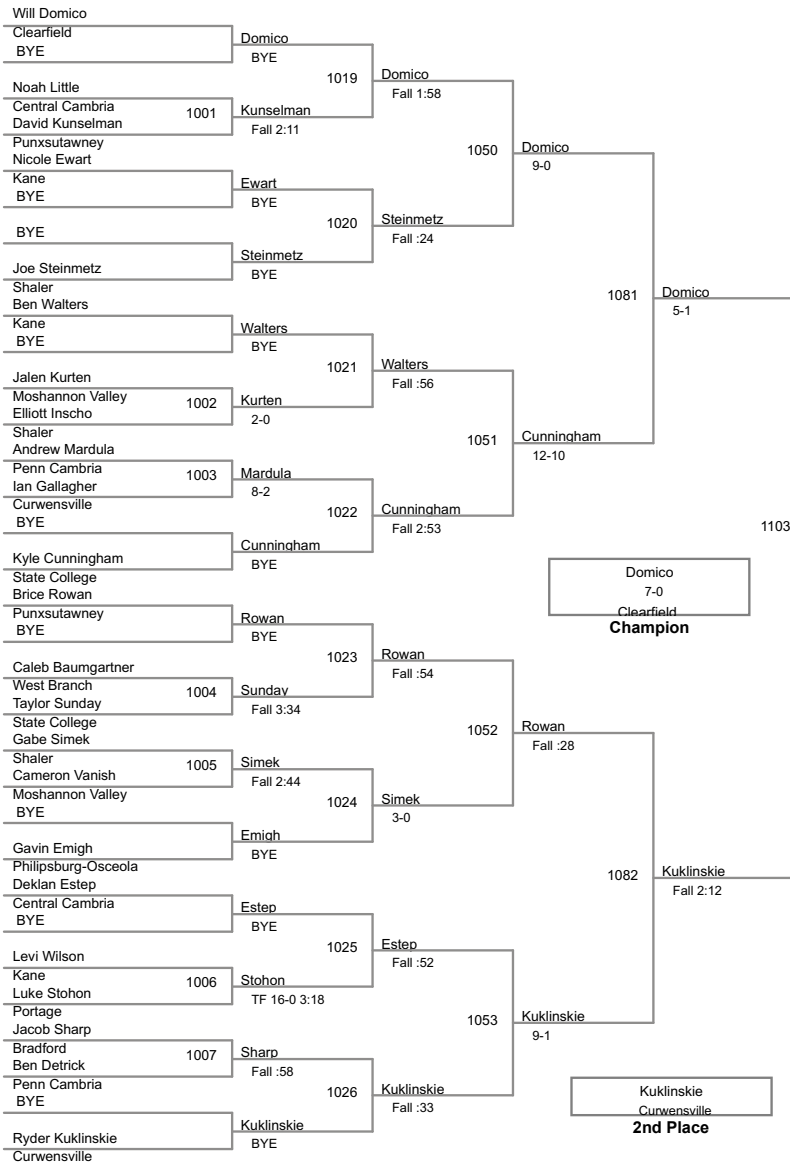 Will Domico
Clearfield
BYE
Domico
BYE
1019
Domico
Fall 1:58
Noah Little
Central Cambria
1001
David Kunselman
Kunselman
Fall 2:11
Punxsutawney
1050
Domico
9-0
Nicole Ewart
Kane
BYE
Ewart
BYE
1020
Steinmetz
Fall :24
BYE
Steinmetz
BYE
Joe Steinmetz
Shaler
1081
Domico
5-1
Ben Walters
Kane
BYE
Walters
BYE
1021
Walters
Fall :56
Jalen Kurten
Moshannon Valley
1002
Elliott Inscho
Kurten
2-0
Shaler
1051
Cunningham
12-10
Andrew Mardula
Penn Cambria
1003
Ian Gallagher
Mardula
8-2
Curwensville
BYE
1022
Cunningham
Fall 2:53
1103
Cunningham
BYE
Kyle Cunningham
State College
Domico
7-0
Clearfield
Champion
Brice Rowan
Punxsutawney
BYE
Rowan
BYE
1023
Rowan
Fall :54
Caleb Baumgartner
West Branch
1004
Taylor Sunday
Sunday
Fall 3:34
State College
1052
Rowan
Fall :28
Gabe Simek
Shaler
1005
Cameron Vanish
Simek
Fall 2:44
Moshannon Valley
BYE
1024
Simek
3-0
Emigh
BYE
Gavin Emigh
Philipsburg-Osceola
1082
Kuklinskie
Fall 2:12
Deklan Estep
Central Cambria
BYE
Estep
BYE
1025
Estep
Fall :52
Levi Wilson
Kane
1006
Luke Stohon
Stohon
TF 16-0 3:18
Portage
1053
Kuklinskie
9-1
Jacob Sharp
Bradford
1007
Ben Detrick
Sharp
Fall :58
Penn Cambria
BYE
1026
Kuklinskie
Fall :33
Kuklinskie
BYE
Ryder Kuklinskie
Curwensville
Kuklinskie
Curwensville
2nd Place